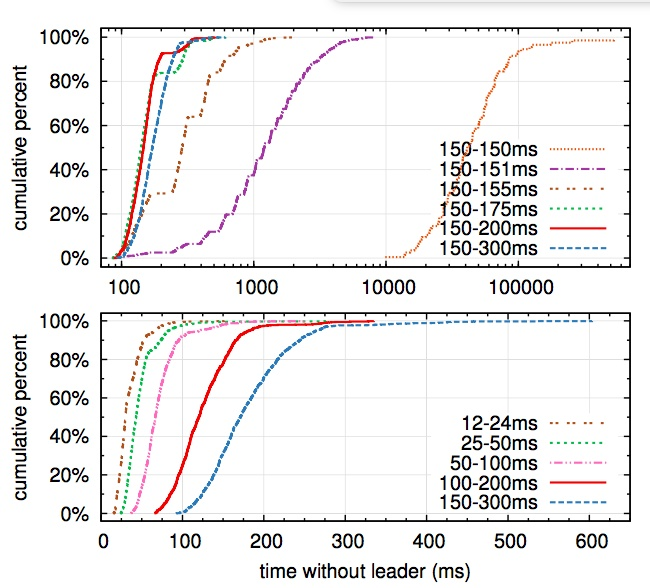 cumulative percent
100%
80%
60%
40%
20%
0%
150-150ms
150-151ms
150-155ms
150-175ms
150-200ms
150-300ms
100 1000 10000 100000
cumulative percent
100%
80%
60%
40%
20%
0%
12-24ms
25-50ms
50-100ms
100-200ms
150-300ms
0 100 200 300 400 500 600
time without leader (ms)